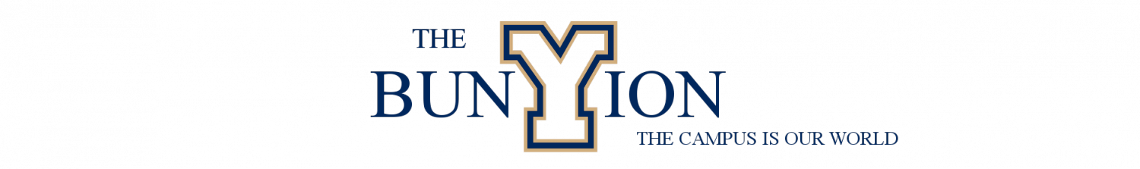 THE
BUNYION
THE CAMPUS IS OUR WORLD